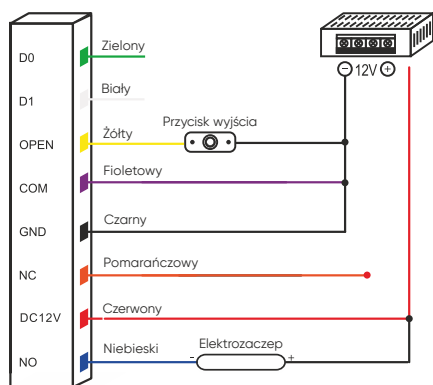 D0
Zielony
D1
Biały
12V
OPEN
Żółty
Przycisk wyjścia
COM
Fioletowy
GND
Czarny
NC
Pomarańczowy
DC12V
Czerwony
NO
Niebieski
- Elektrozaczep +